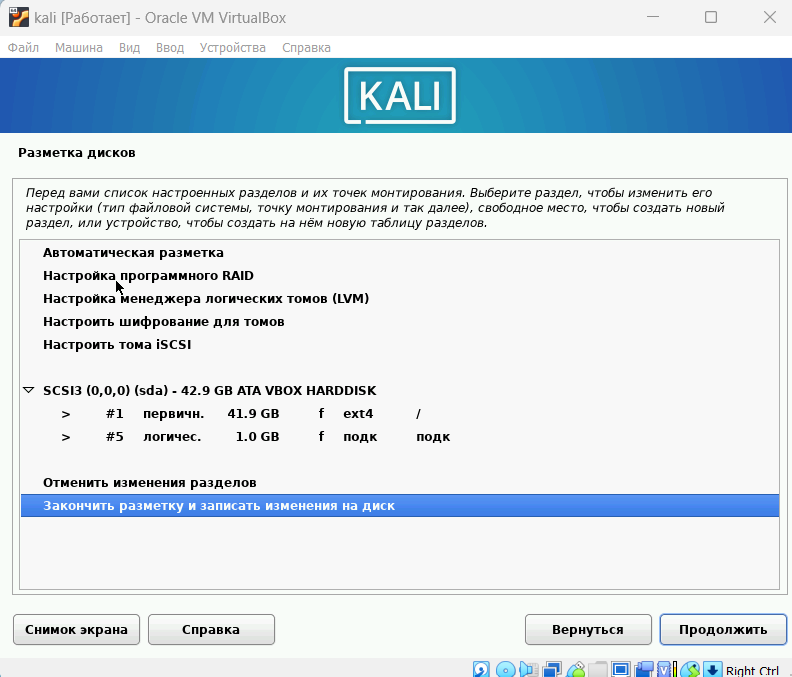 kali [Работает] - Oracle VM VirtualBox
Файл Машина Вид Ввод Устройства Справка
KALI
Разметка дисков
Перед вами список настроенных разделов и их точек монтирования. Выберите раздел, чтобы изменить его
настройки (тип файловой системы, точку монтирования и так далее), свободное место, чтобы создать новый
раздел, или устройство, чтобы создать на нём новую таблицу разделов.
Автоматическая разметка
Настройка программного RAID
Настройка менеджера логических томов (LVM)
Настроить шифрование для томов
Настроить тома iSCSI
SCSI3 (0,0,0) (sda) - 42.9 GB ATA VBOX HARDDISK
> #1 первичн. 41.9 GB f ext4 /
> #5 логичес. 1.0 GB f подк подк
Отменить изменения разделов
Закончить разметку и записать изменения на диск
Снимок экрана Справка Вернуться Продолжить
Right Ctrl